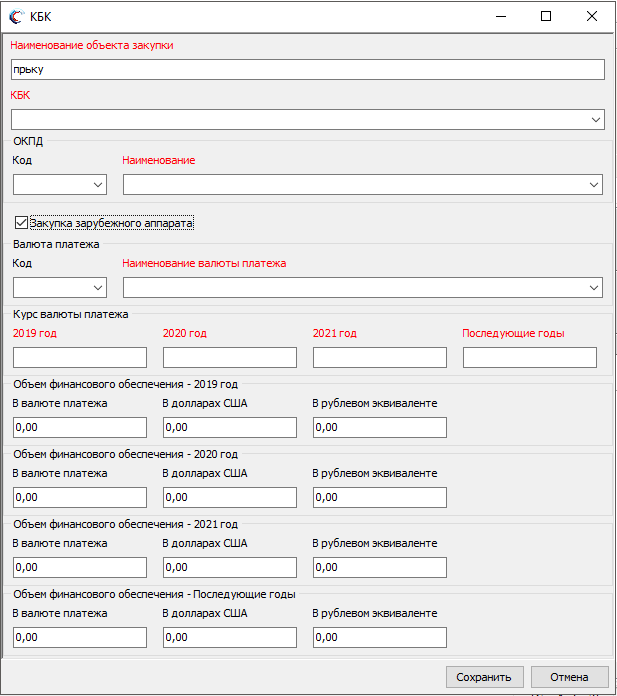 КБК
Наименование объекта закупки
прьку
КБК
ОКПД
Код Наименование
Закупка зарубежного аппарата
Валюта платежа
Код Наименование валюты платежа
Курс валюты платежа
2019 год 2020 год 2021 год Последующие годы
Объем финансового обеспечения - 2019 год
В валюте платежа В долларах США В рублевом эквиваленте
0,00 0,00 0,00
Объем финансового обеспечения - 2020 год
В валюте платежа В долларах США В рублевом эквиваленте
0,00 0,00 0,00
Объем финансового обеспечения - 2021 год
В валюте платежа В долларах США В рублевом эквиваленте
0,00 0,00 0,00
Объем финансового обеспечения - Последующие годы
В валюте платежа В долларах США В рублевом эквиваленте
0,00 0,00 0,00
Сохранить Отмена